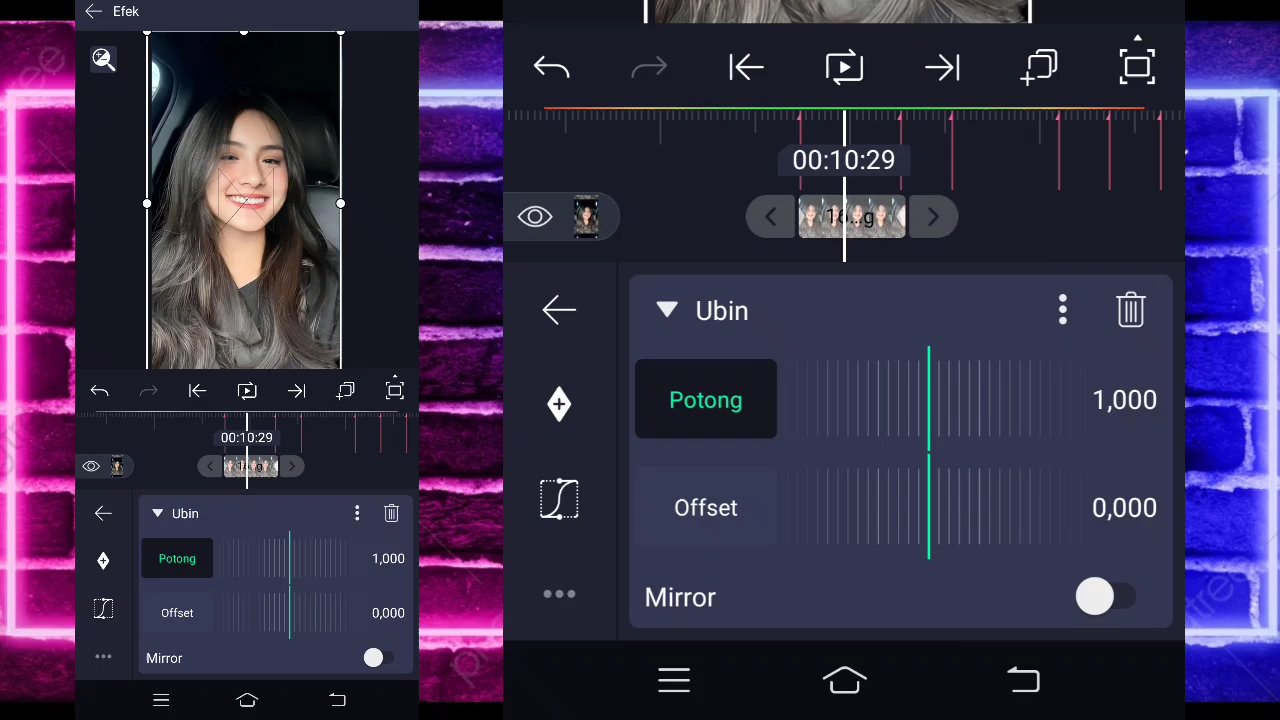 Efek
00:10:29
Ubin
Potong
1,000
Offset
0,000
Mirror
00:10:29
Ubin
Potong
1,000
Offset
0,000
Mirror